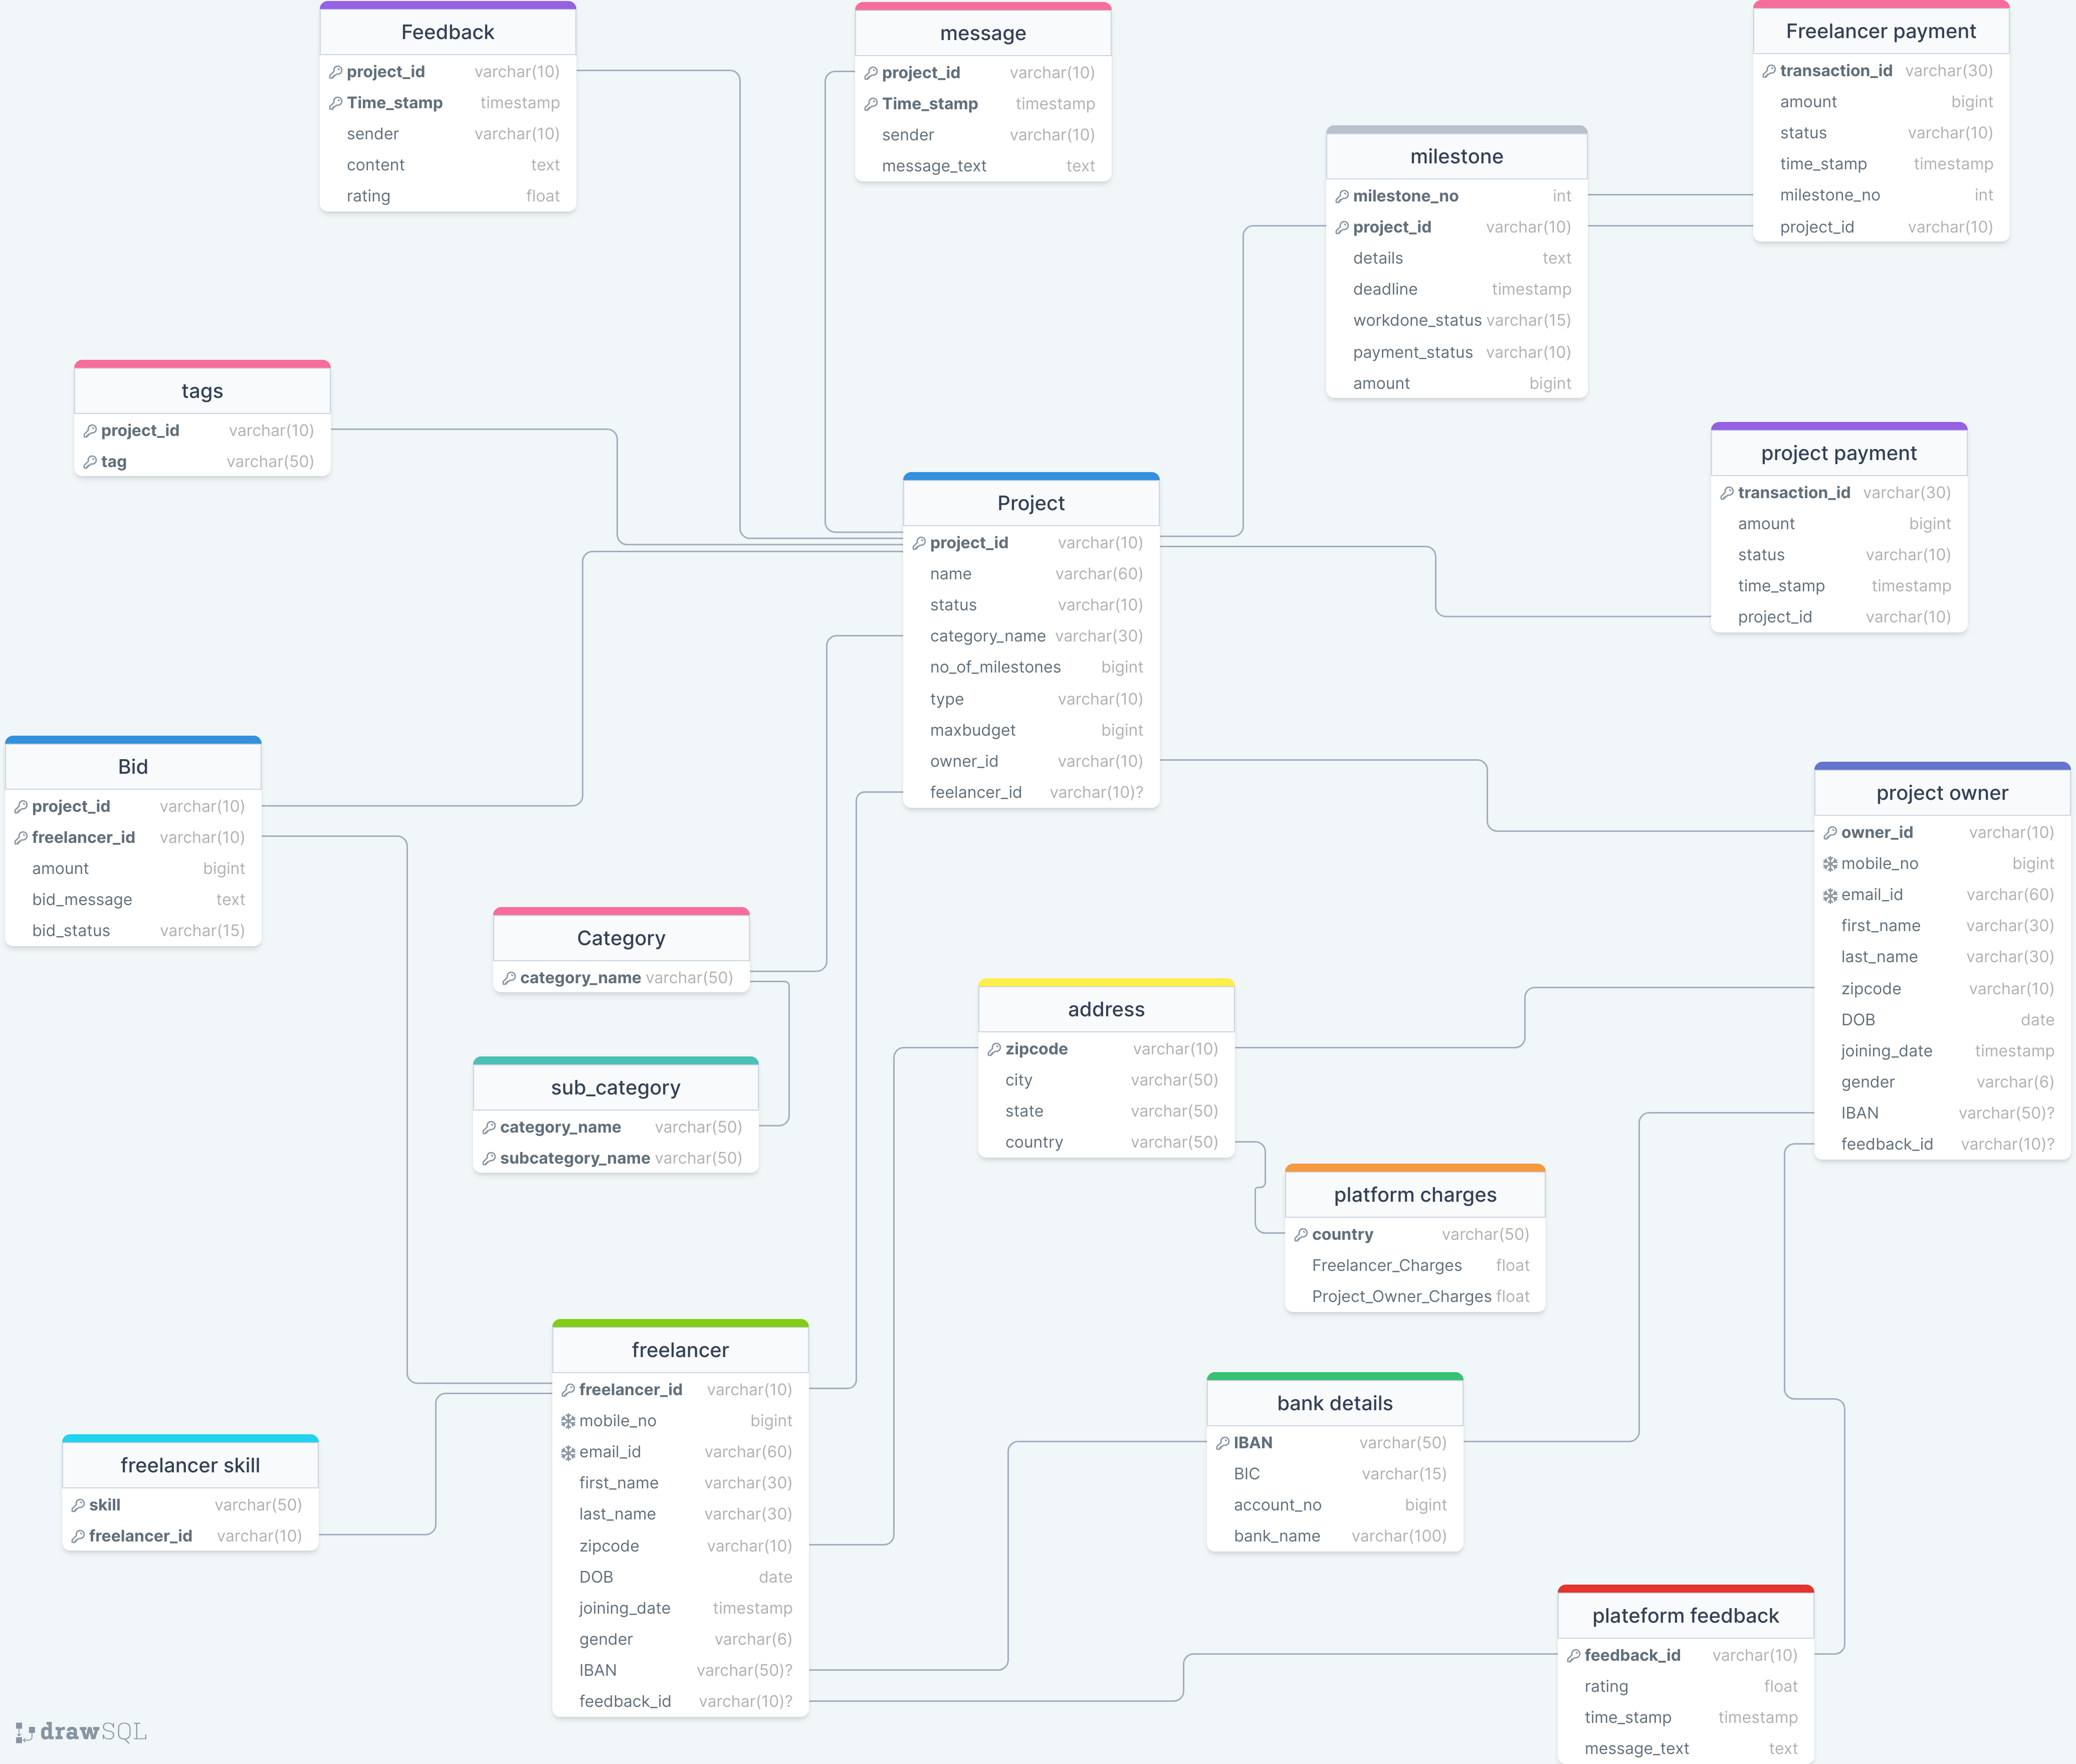 Feedback
project_id varchar(10)
Time_stamp timestamp
sender varchar(10)
content text
rating float
message
project_id varchar(10)
Time_stamp timestamp
sender varchar(10)
message_text text
Freelancer payment
transaction_id varchar(30)
amount bigint
status varchar(10)
time_stamp timestamp
milestone_no int
project_id varchar(10)
milestone
milestone_no int
project_id varchar(10)
details text
deadline timestamp
workdone_status varchar(15)
payment_status varchar(10)
amount bigint
tags
project_id varchar(10)
tag varchar(50)
project payment
transaction_id varchar(30)
amount bigint
status varchar(10)
time_stamp timestamp
project_id varchar(10)
Project
project_id varchar(10)
name varchar(60)
status varchar(10)
category_name varchar(30)
no_of_milestones bigint
type varchar(10)
maxbudget bigint
owner_id varchar(10)
feelancer_id varchar(10)?
Bid
project_id varchar(10)
freelancer_id varchar(10)
amount bigint
bid_message text
bid_status varchar(15)
project owner
owner_id varchar(10)
mobile_no bigint
email_id varchar(60)
first_name varchar(30)
last_name varchar(30)
zipcode varchar(10)
DOB date
joining_date timestamp
gender varchar(6)
IBAN varchar(50)?
feedback_id varchar(10)?
Category
category_name varchar(50)
address
zipcode varchar(10)
city varchar(50)
state varchar(50)
country varchar(50)
sub_category
category_name varchar(50)
subcategory_name varchar(50)
platform charges
country varchar(50)
Freelancer_Charges float
Project_Owner_Charges float
freelancer
freelancer_id varchar(10)
mobile_no bigint
email_id varchar(60)
first_name varchar(30)
last_name varchar(30)
zipcode varchar(10)
DOB date
joining_date timestamp
gender varchar(6)
IBAN varchar(50)?
feedback_id varchar(10)?
bank details
IBAN varchar(50)
BIC varchar(15)
account_no bigint
bank_name varchar(100)
freelancer skill
skill varchar(50)
freelancer_id varchar(10)
plateform feedback
feedback_id varchar(10)
rating float
time_stamp timestamp
message_text text
drawSQL